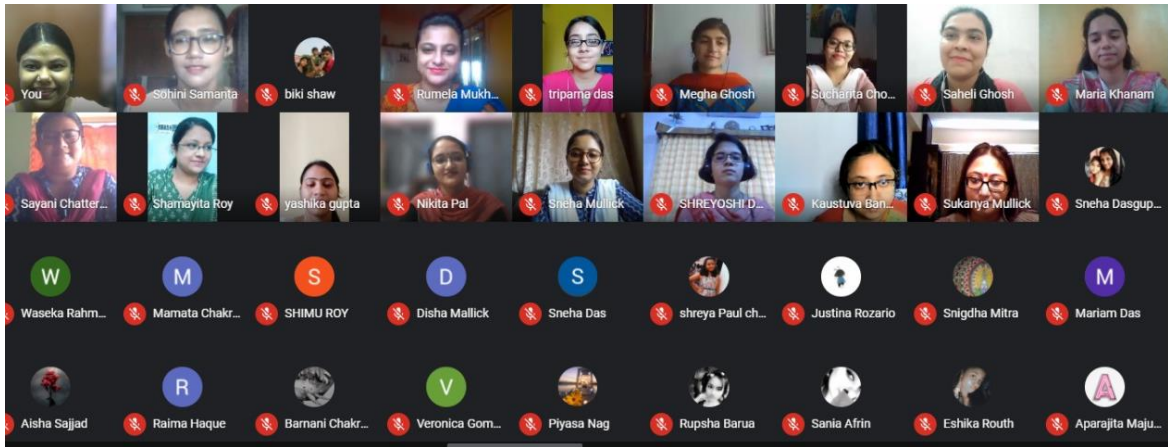 You Sohini Samanta biki shaw Rumela Mukh... tripama das Megha Ghosh Sucharita Cho... Saheli Ghosh Maria Khanam
Sayani Chatter... Shamayita Roy yashika gupta Nikita Pal Sneha Mullick SHREYOSHI D... Kaustuva Ban... Sukanya Mullick Sneha Dasgup...
W M S D S M
Waseka Rahm... Mamata Chakr... SHIMU ROY Disha Mallick Sneha Das shreya Paul ch... Justina Rozario Snigdha Mitra Mariam Das
R V A
Aisha Sajjad Raima Haque Barnani Chakr... Veronica Gom... Piyasa Nag Rupsha Barua Sania Afrin Eshika Routh Aparajita Maju...